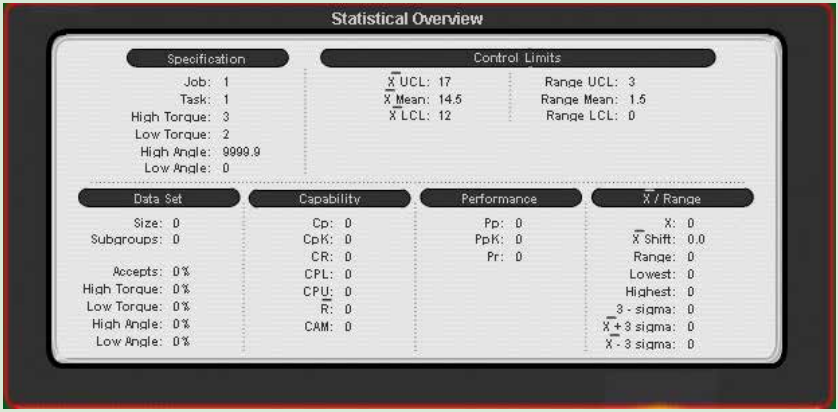 Statistical Overview
Specification
Job: 1
Task: 1
High Torque: 3
Low Torque: 2
High Angle: 9999.9
Low Angle: 0
Control Limits
X̅ UCL: 17
X̅ Mean: 14.5
X̅ LCL: 12
Range UCL: 3
Range Mean: 1.5
Range LCL: 0
Data Set
Size: 0
Subgroups: 0
Accepts: 0%
High Torque: 0%
Low Torque: 0%
High Angle: 0%
Low Angle: 0%
Capability
Cp: 0
CpK: 0
CR: 0
CPL: 0
CPU: 0
R̅: 0
CAM: 0
Performance
Pp: 0
PpK: 0
Pr: 0
X̅ / Range
X: 0
X̅ Shift: 0.0
Range: 0
Lowest: 0
Highest: 0
3 - sigma: 0
X̅ + 3 sigma: 0
X̅ - 3 sigma: 0